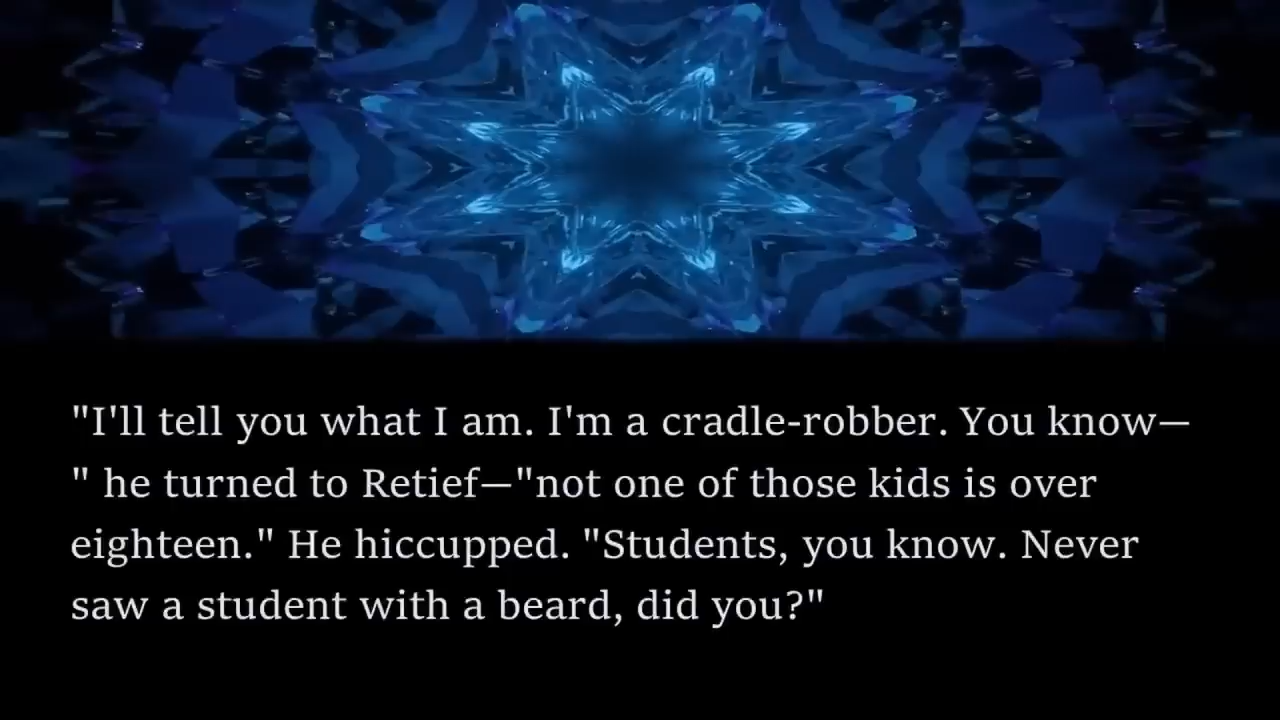 "I'll tell you what I am. I'm a cradle-robber. You know—
" he turned to Retief—"not one of those kids is over
eighteen." He hiccupped. "Students, you know. Never
saw a student with a beard, did you?"